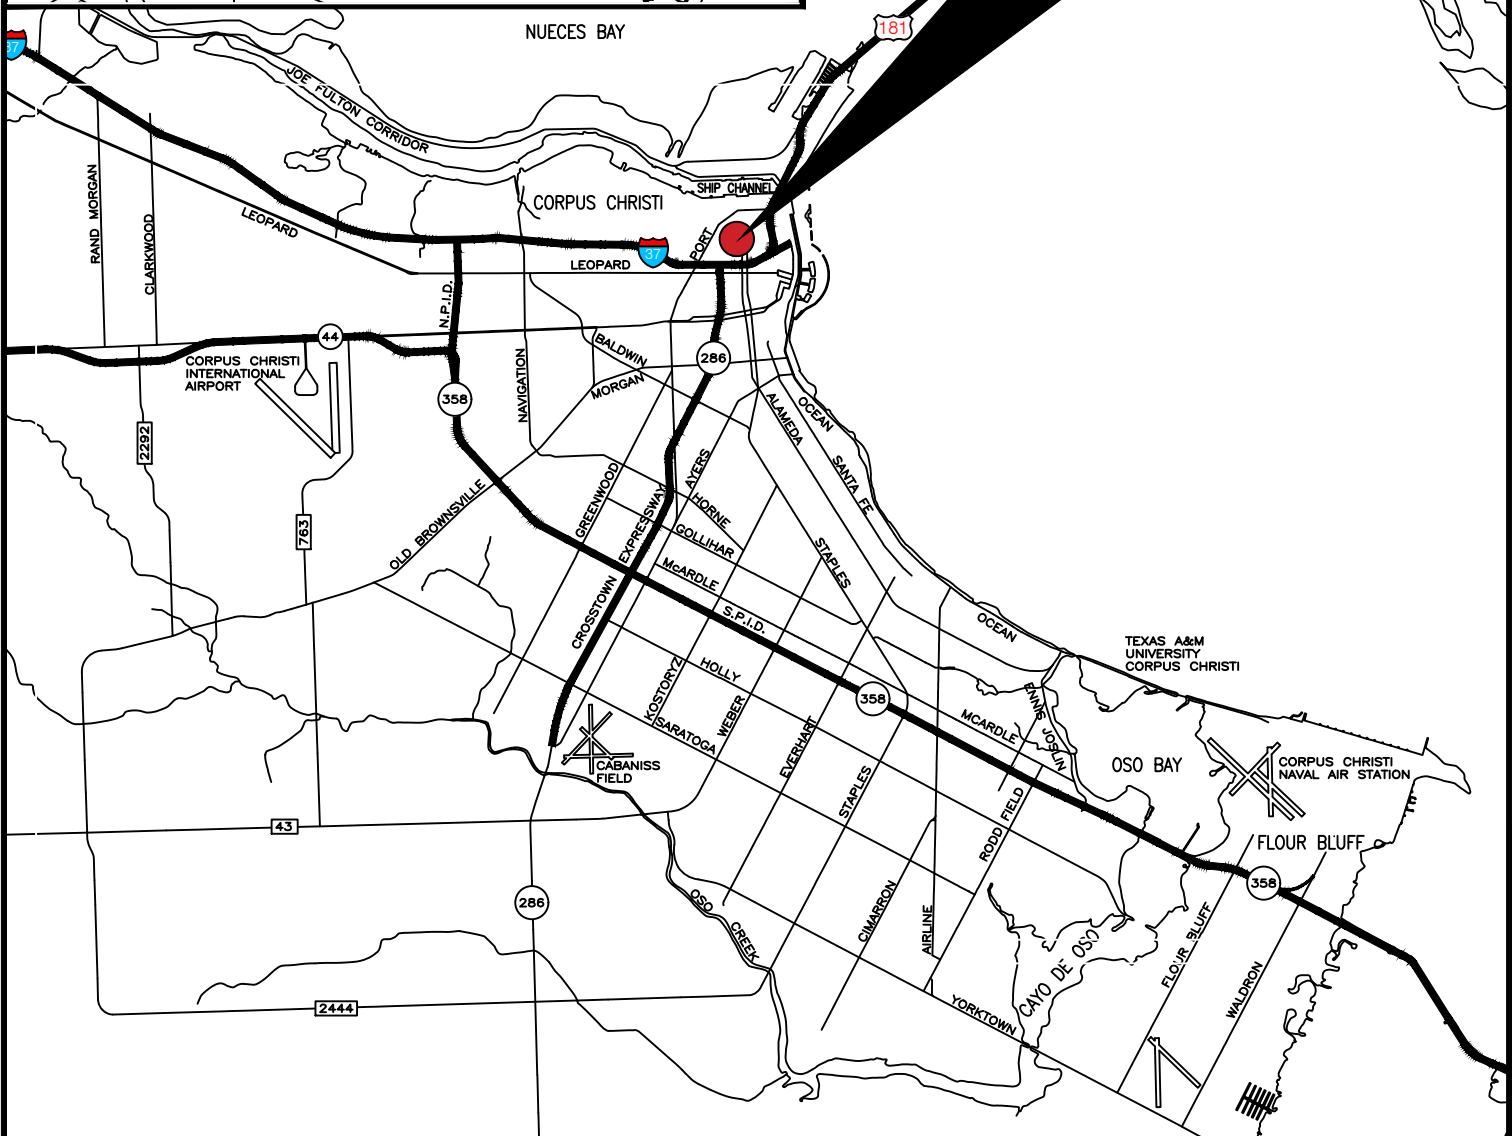 NUECES BAY
181
37
JOE FULTON CORRIDOR
RAND MORGAN
CLARKWOOD
LEOPARD
CORPUS CHRISTI
SHIP CHANNEL
PORT
37
LEOPARD
N.P.I.D.
44
CORPUS CHRISTI
INTERNATIONAL
AIRPORT
358
NAVIGATION
BALDWIN
MORGAN
286
ALAMEDA
OCEAN
SANTA FE
2292
763
OLD BROWNSVILLE
GREENWOOD
CROSSTOWN EXPRESSWAY
AYERS
HORNE
GOLLIHAR
McARDLE
STAPLES
S.P.I.D.
OCEAN
TEXAS A&M
UNIVERSITY
CORPUS CHRISTI
KOSTORYZ
HOLLY
WEBER
SARATOGA
358
ENNIS JOSLIN
MCARDLE
EVERHART
STAPLES
CABANISS
FIELD
OSO BAY
CORPUS CHRISTI
NAVAL AIR STATION
43
RODD FIELD
FLOUR BLUFF
358
286
OSO CREEK
CIMARRON
AIRLINE
CAYO DE OSO
FLOUR BLUFF
WALDRON
2444
YORKTOWN